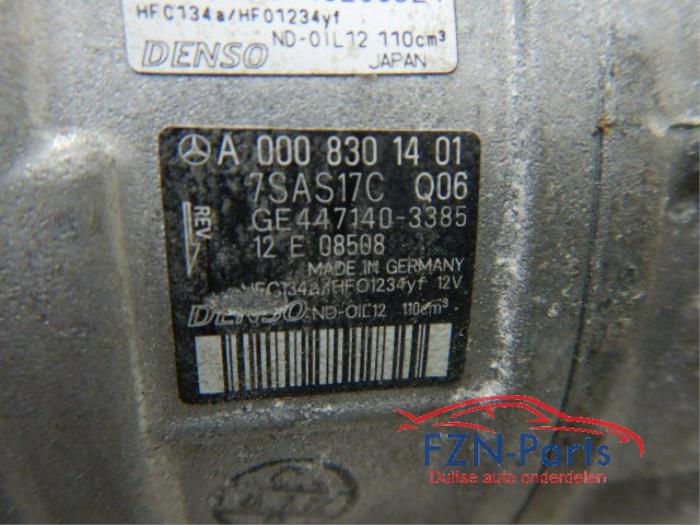 HFC134a/HFO1234yf
DENSO ND-OIL12 110cm³
JAPAN
A 000 830 14 01
7SAS17C Q06
REV
GE447140-3385
12 E 08508
MADE IN GERMANY
HFC134a/HFO1234yf 12V
DENSO ND-OIL12 110cm³
FZN-Parts
Duitse auto onderdelen